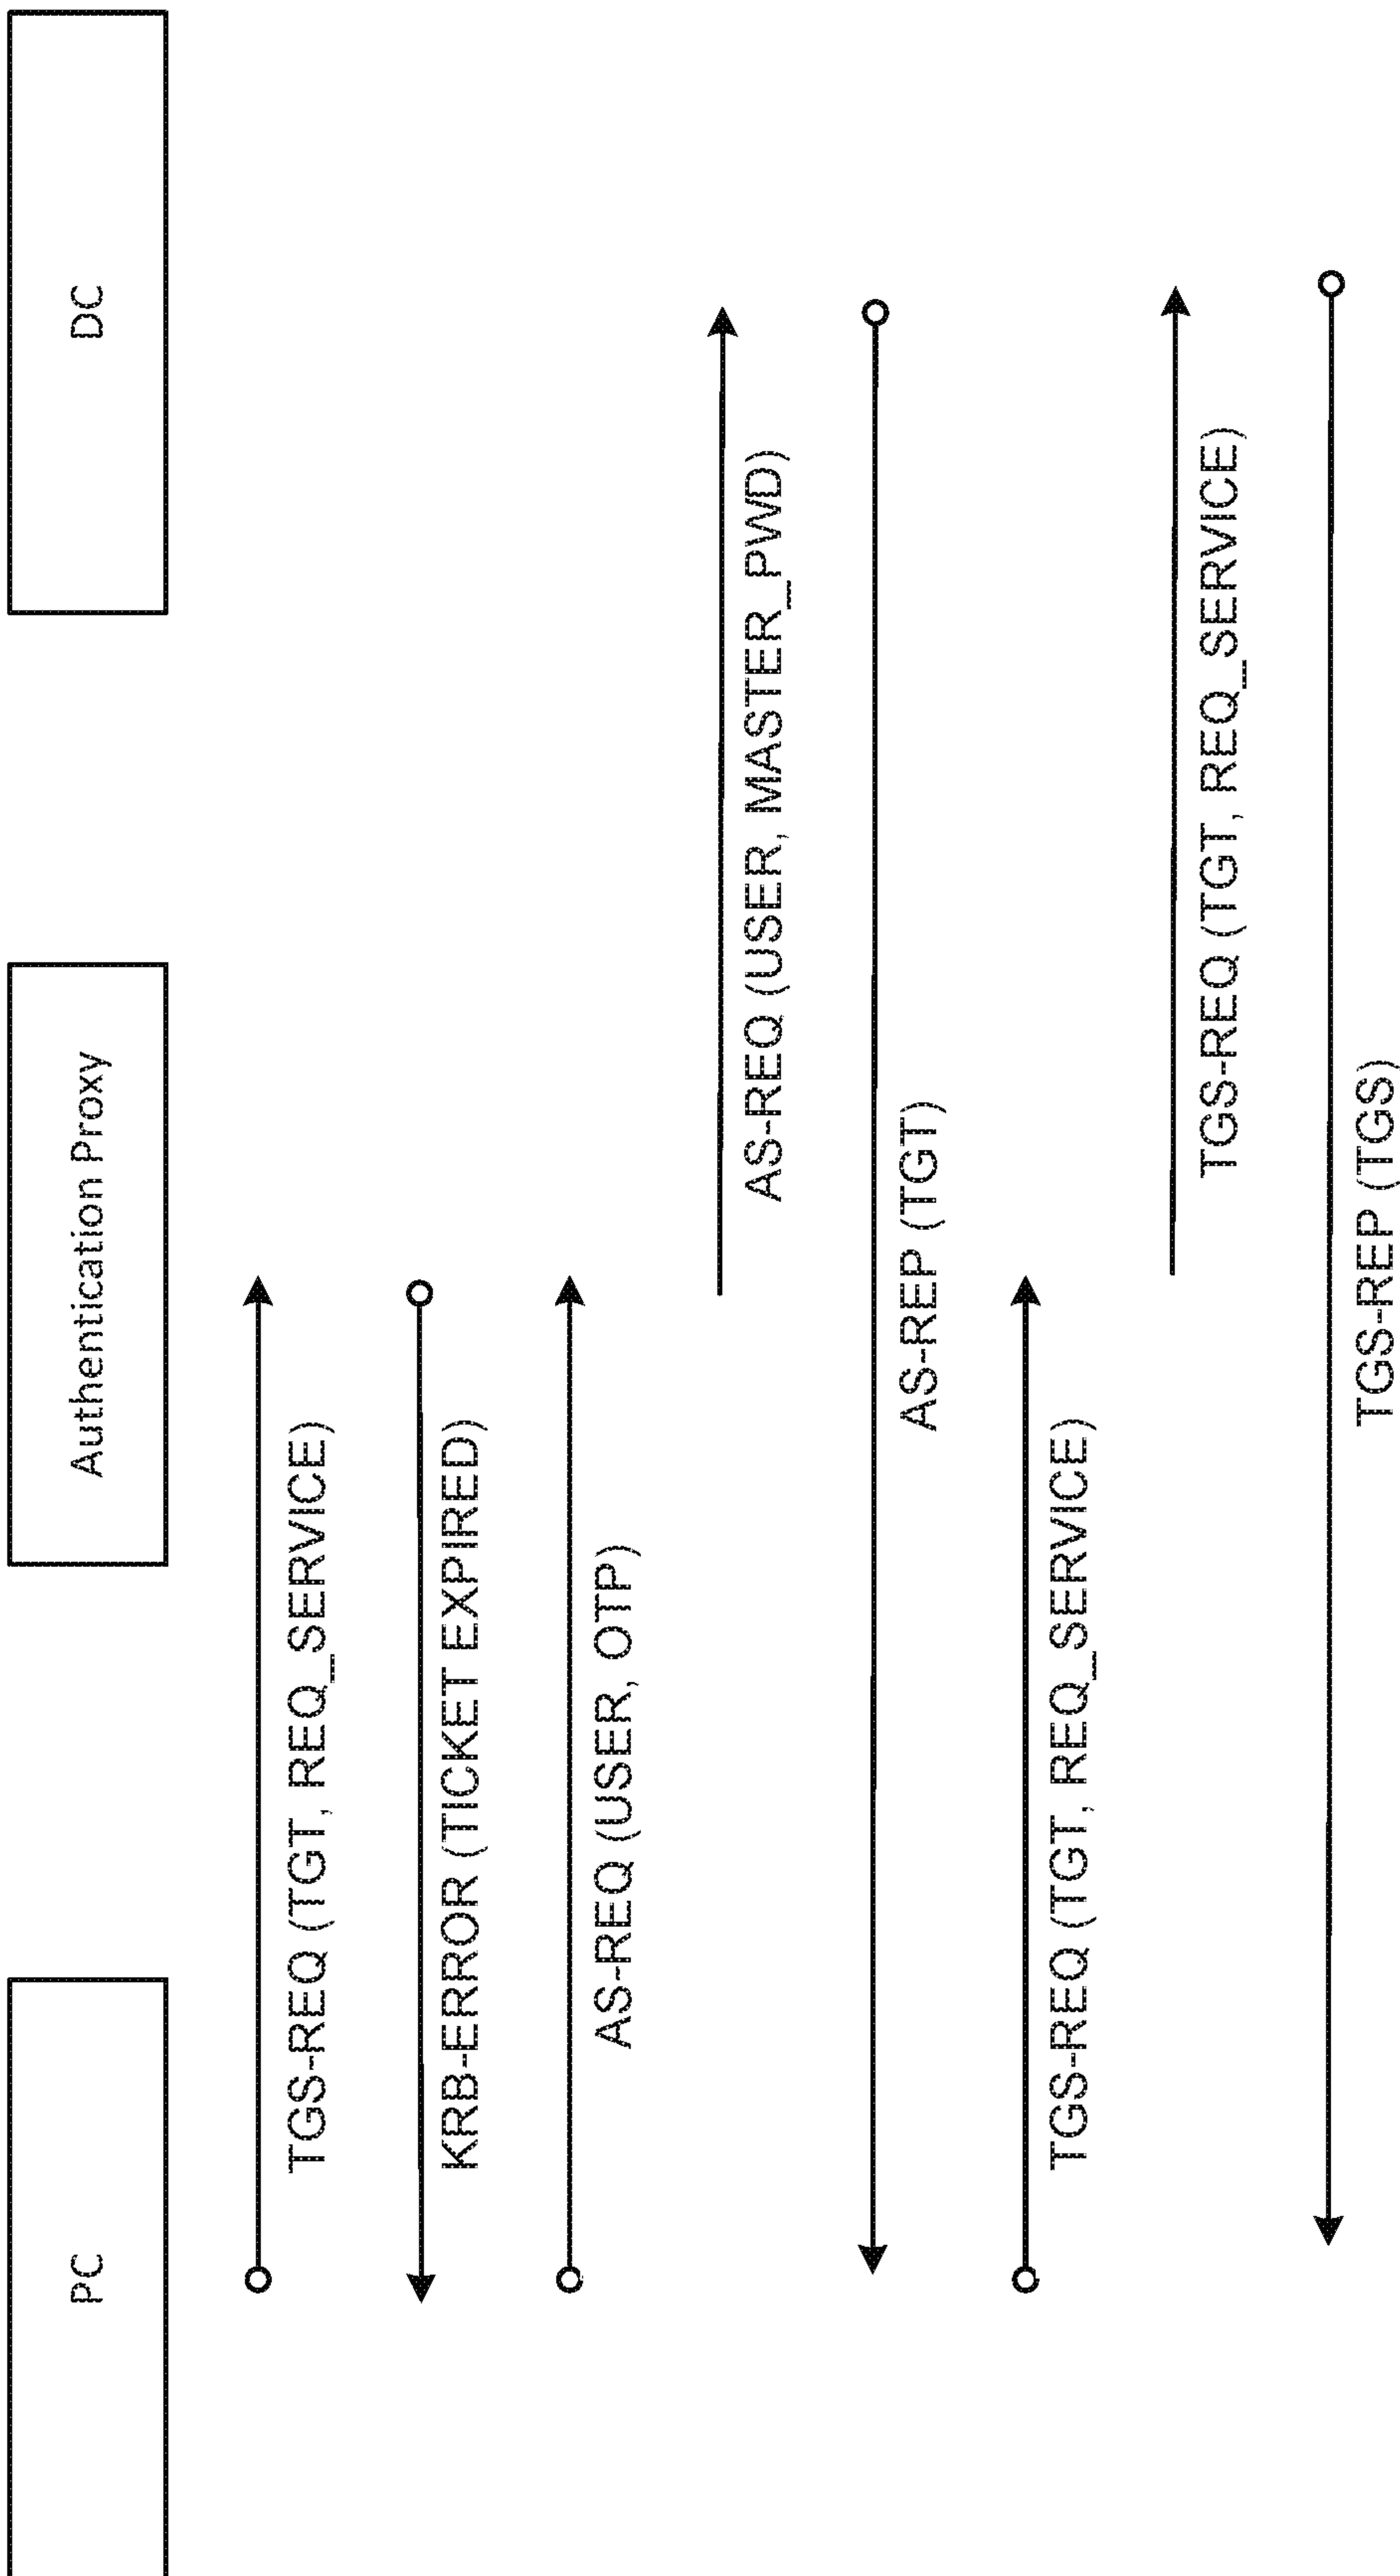 PC
Authentication Proxy
DC
TGS-REQ (TGT, REQ_SERVICE)
KRB-ERROR (TICKET EXPIRED)
AS-REQ (USER, OTP)
AS-REQ (USER, MASTER_PWD)
AS-REP (TGT)
TGS-REQ (TGT, REQ_SERVICE)
TGS-REQ (TGT, REQ_SERVICE)
TGS-REP (TGS)